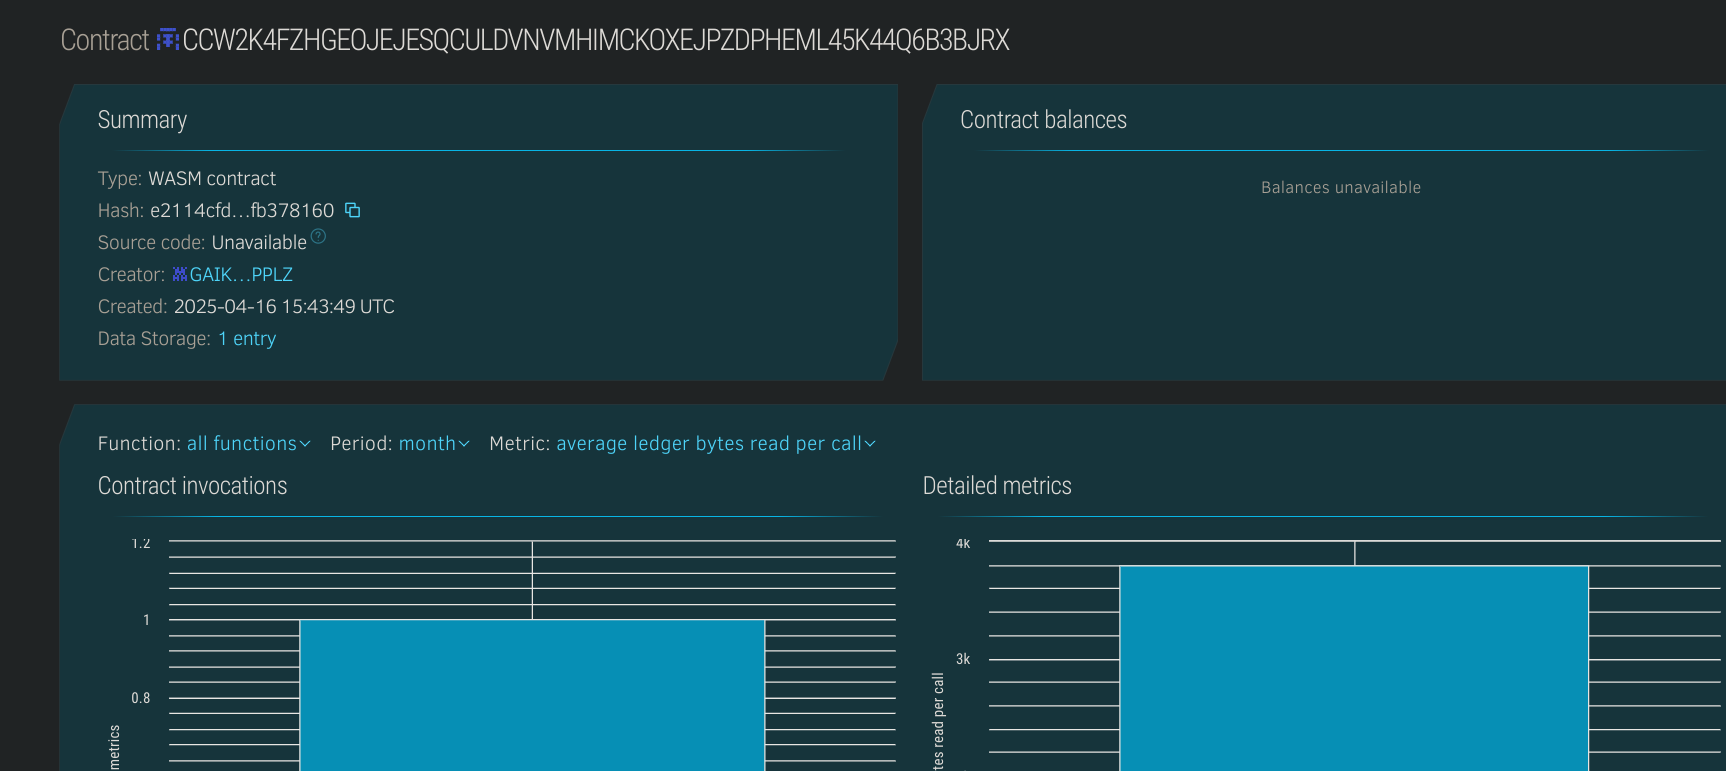 Contract CCW2K4FZHGEOJEJESQCULDVNVMHIMCKOXEJPZDPHEML45K44Q6B3BJRX
Summary
Type: WASM contract
Hash: e2114cfd...fb378160
Source code: Unavailable ?
Creator: GAIK...PPLZ
Created: 2025-04-16 15:43:49 UTC
Data Storage: 1 entry
Contract balances
Balances unavailable
Function: all functions Period: month Metric: average ledger bytes read per call
Contract invocations
1.2
1
0.8
metrics
Detailed metrics
4k
3k
read per call